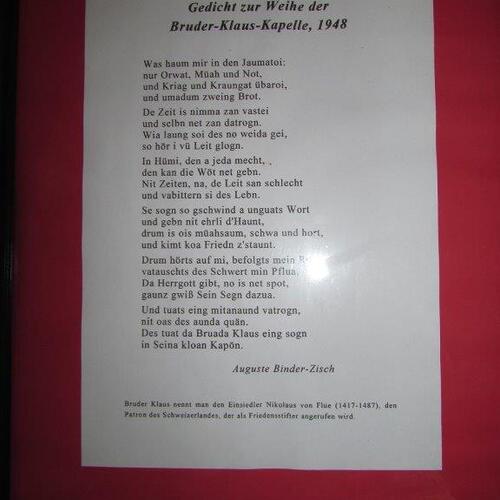 Gedicht zur Weihe der
Bruder-Klaus-Kapelle, 1948
Was haum mir in den Jaumatoi:
nur Orwat, Müah und Not,
und Kriag und Kraungat übaroi,
und umadum zweing Brot.
De Zeit is nimma zan vastei
und selbn net zan datrogn.
Wia laung soi des no weida gei,
so hör i vü Leit glogn.
In Hümi, den a jeda mecht,
den kan die Wöt net gebn.
Nit Zeiten, na, de Leit san schlecht
und vabittern si des Lebn.
Se sogn so gschwind a unguats Wort
und gebn nit ehrli d'Haunt,
drum is ois müahsaum, schwa und hort,
und kimt koa Friedn z'staunt.
Drum hörts auf mi, befolgts mein
vatauschts des Schwert min Pflua.
Da Herrgott gibt, no is net spot,
gaunz gwiß Sein Segn dazua.
Und tuats eing mitanaund vatrogn,
nit oas des aunda quän.
Des tuat da Bruada Klaus eing sogn
in Seina kloan Kapön.
Auguste Binder-Zisch
Bruder Klaus nennt man den Einsiedler Nikolaus von Flüe (1417-1487), den
Patron des Schweizerlandes, der als Friedensstifter angerufen wird.